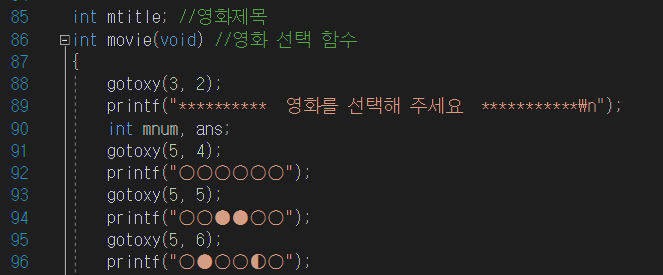 85 int mtitle; //영화제목
86 int movie(void) //영화 선택 함수
87 {
88 gotoxy(3, 2);
89 printf("********** 영화를 선택해 주세요 ***********₩n");
90 int mnum, ans;
91 gotoxy(5, 4);
92 printf("○○○○○○");
93 gotoxy(5, 5);
94 printf("○○●●○○");
95 gotoxy(5, 6);
96 printf("○●○○◐○");